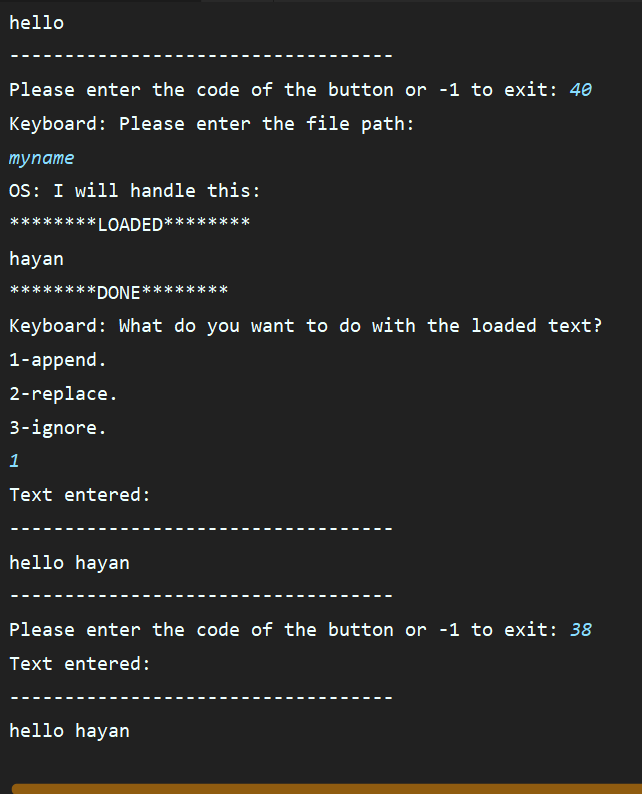 hello
-----------------------------------
Please enter the code of the button or -1 to exit: 40
Keyboard: Please enter the file path:
myname
OS: I will handle this:
********LOADED********
hayan
********DONE********
Keyboard: What do you want to do with the loaded text?
1-append.
2-replace.
3-ignore.
1
Text entered:
-----------------------------------
hello hayan
-----------------------------------
Please enter the code of the button or -1 to exit: 38
Text entered:
-----------------------------------
hello hayan